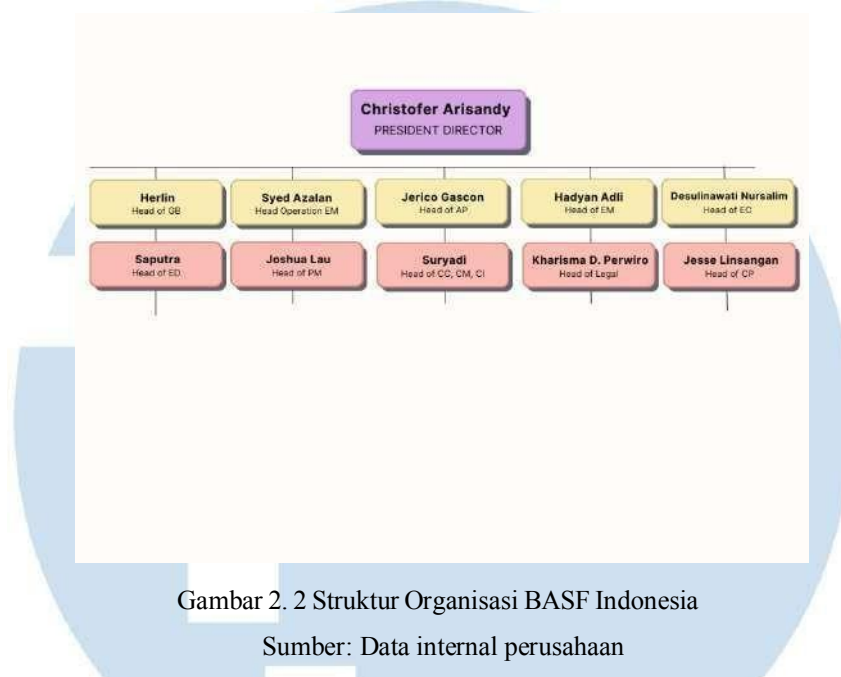 Christofer Arisandy
PRESIDENT DIRECTOR
Herlin
Head of GB
Syed Azalan
Head Operation EM
Jerico Gascon
Head of AP
Hadyan Adli
Head of EM
Desulinawati Nursalim
Head of EC
Saputra
Head of ED
Joshua Lau
Head of PM
Suryadi
Head of CC, CM, CI
Kharisma D. Perwiro
Head of Legal
Jesse Linsangan
Head of CP
Gambar 2. 2 Struktur Organisasi BASF Indonesia
Sumber: Data internal perusahaan